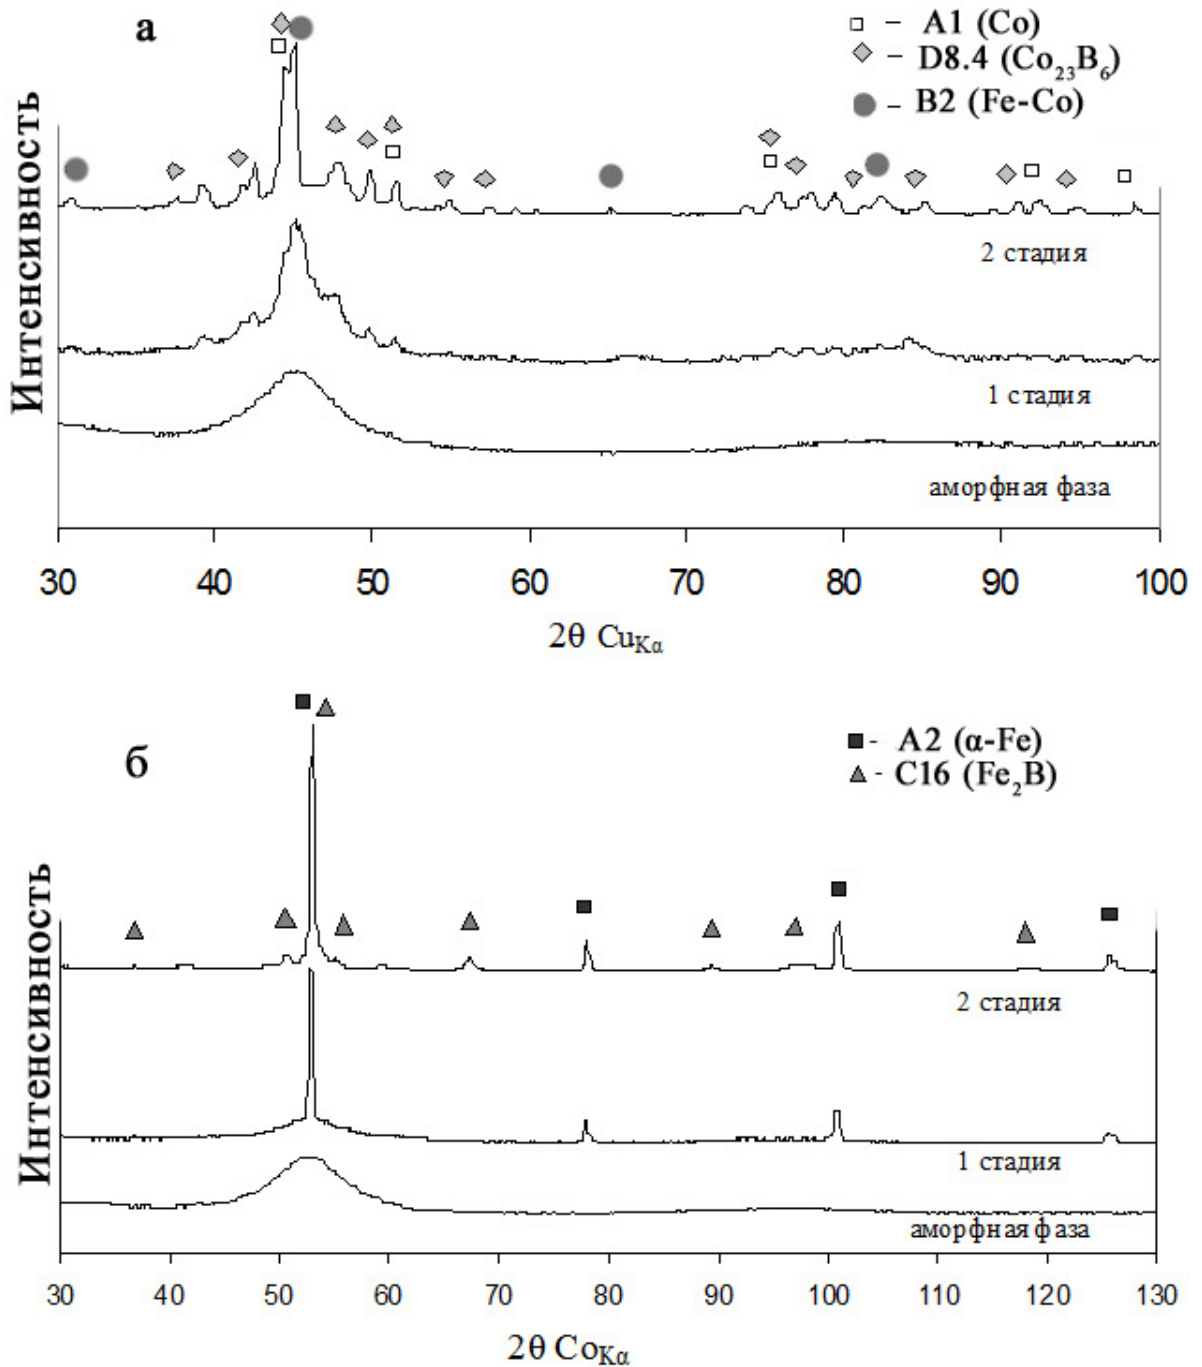 а
– A1 (Co)
– D8.4 (Co₂₃B₆)
– B2 (Fe-Co)
Интенсивность
2 стадия
1 стадия
аморфная фаза
30 40 50 60 70 80 90 100
2θ Cu_Kα
б
- A2 (α-Fe)
- C16 (Fe₂B)
Интенсивность
2 стадия
1 стадия
аморфная фаза
30 40 50 60 70 80 90 100 110 120 130
2θ Co_Kα